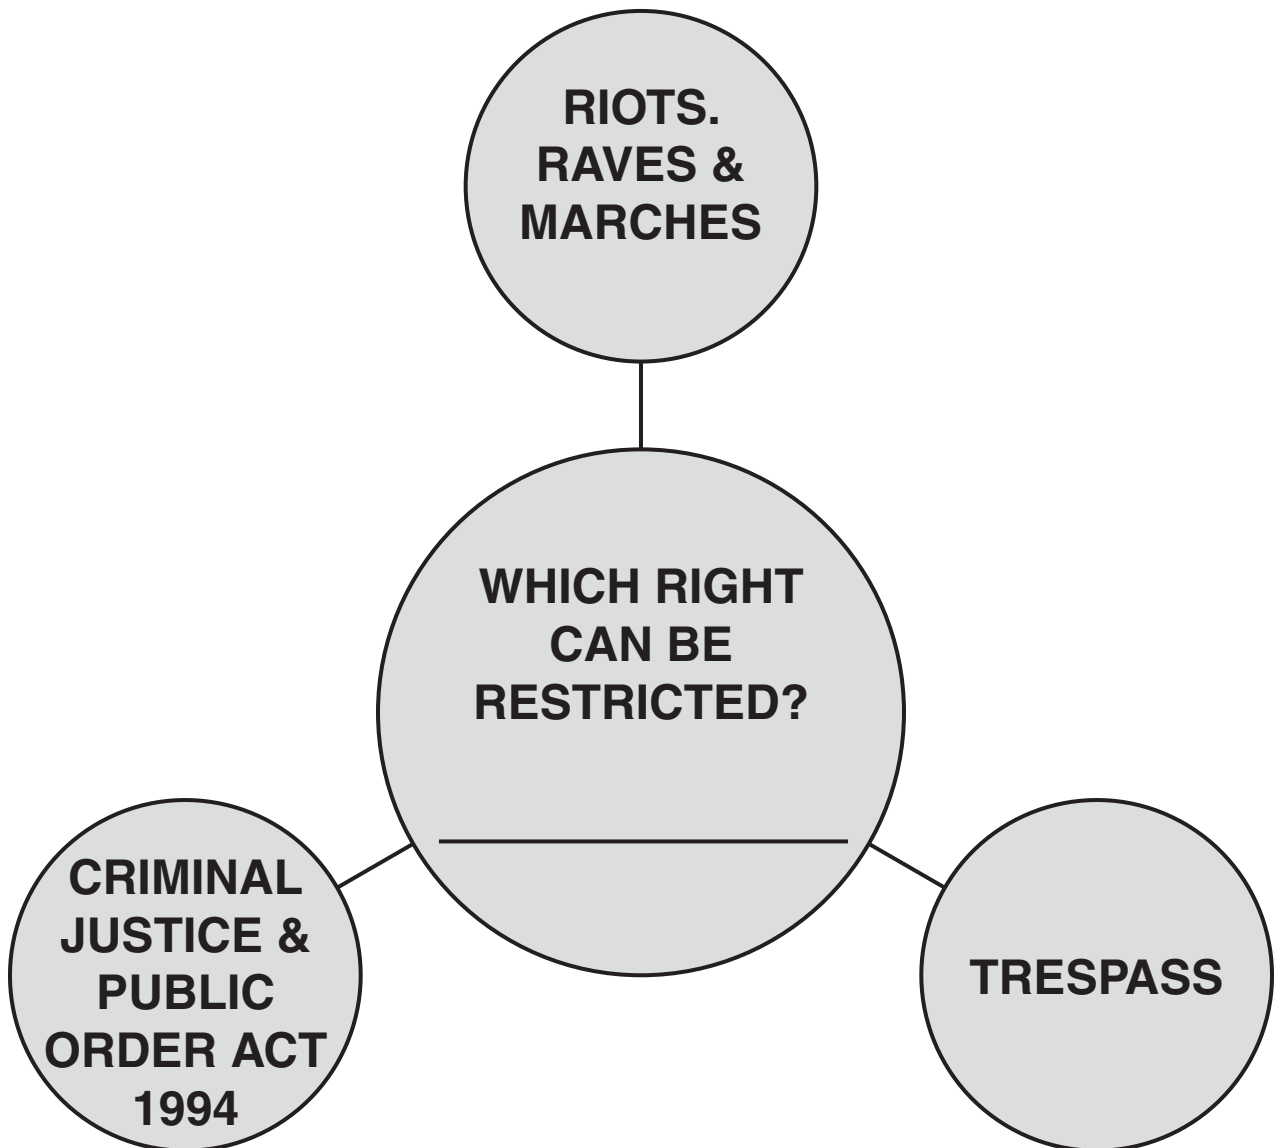 RIOTS.
RAVES &
MARCHES
WHICH RIGHT
CAN BE
RESTRICTED?
CRIMINAL
JUSTICE &
PUBLIC
ORDER ACT
1994
TRESPASS